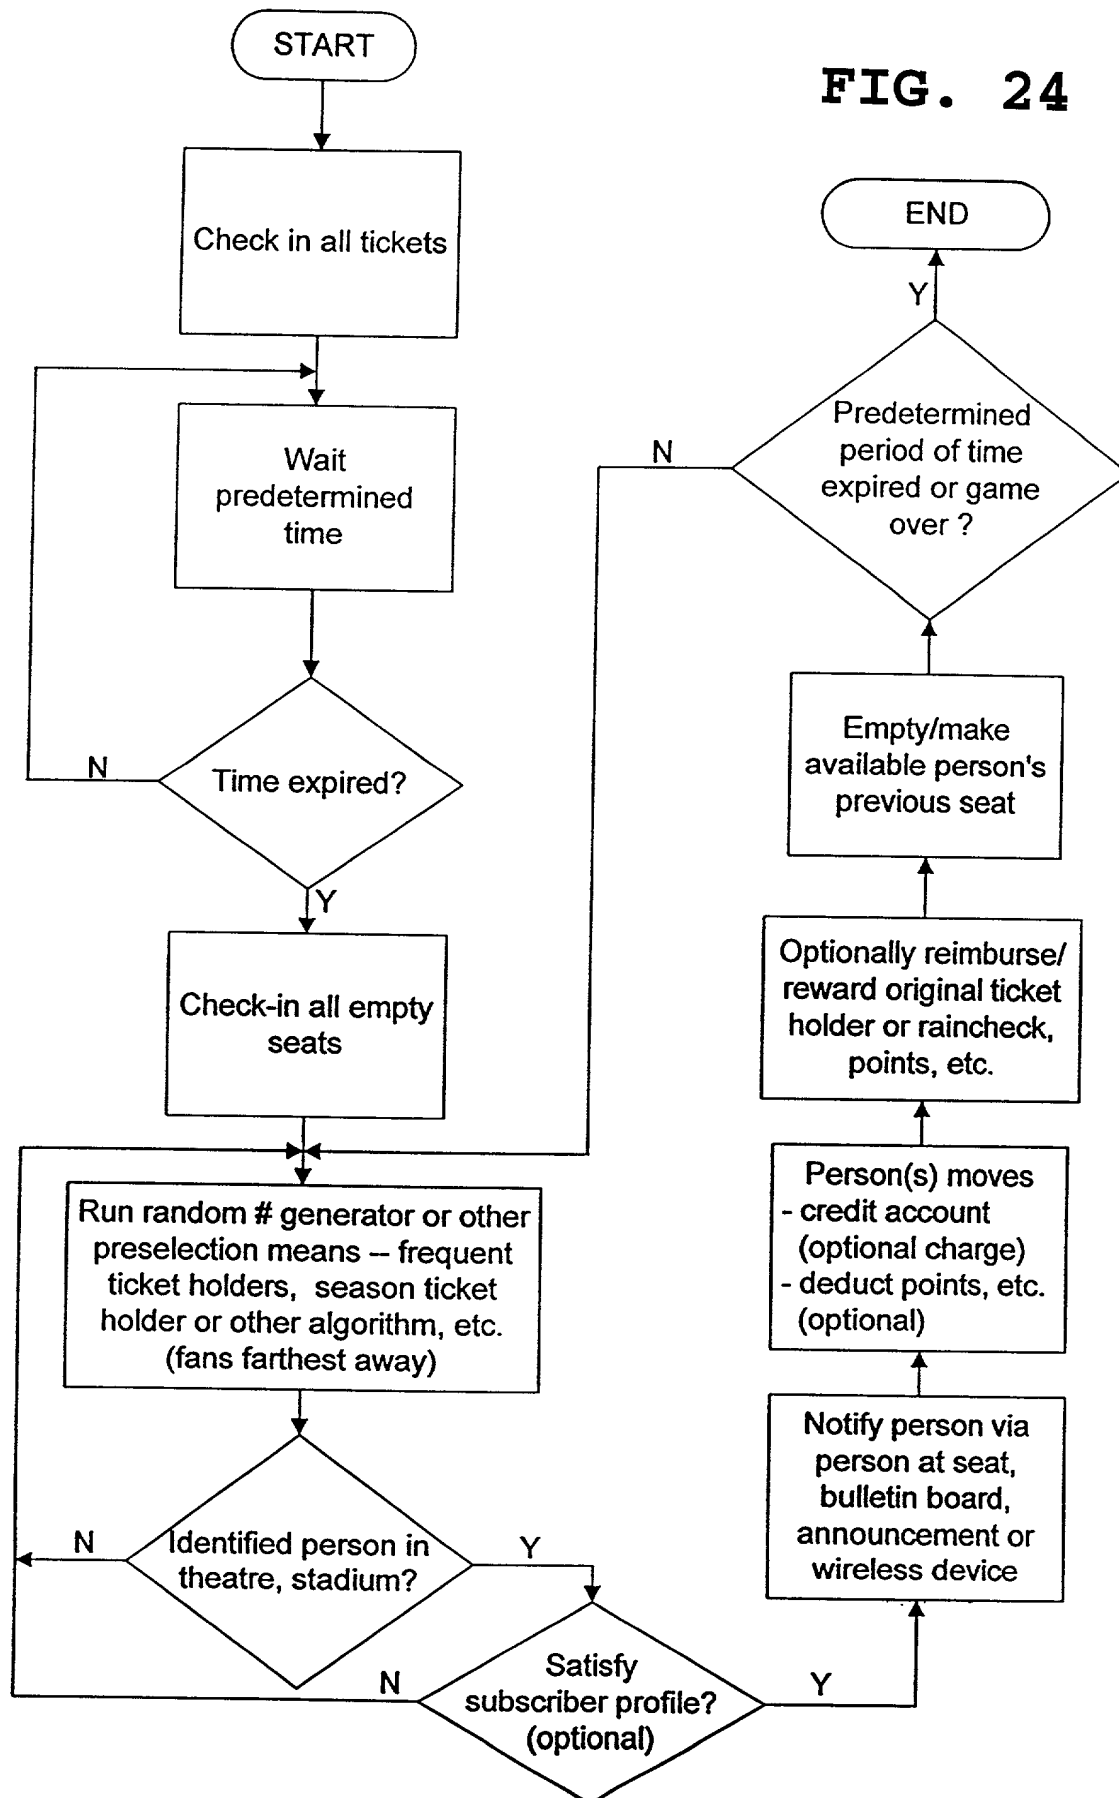 START
FIG. 24
Check in all tickets
Wait
predetermined
time
N
Time expired?
Y
Check-in all empty
seats
Run random # generator or other
preselection means -- frequent
ticket holders, season ticket
holder or other algorithm, etc.
(fans farthest away)
N
Identified person in
theatre, stadium?
Y
N
Satisfy
subscriber profile?
(optional)
Y
Notify person via
person at seat,
bulletin board,
announcement or
wireless device
Person(s) moves
- credit account
(optional charge)
- deduct points, etc.
(optional)
Optionally reimburse/
reward original ticket
holder or raincheck,
points, etc.
Empty/make
available person's
previous seat
Predetermined
period of time
expired or game
over ?
N
Y
END